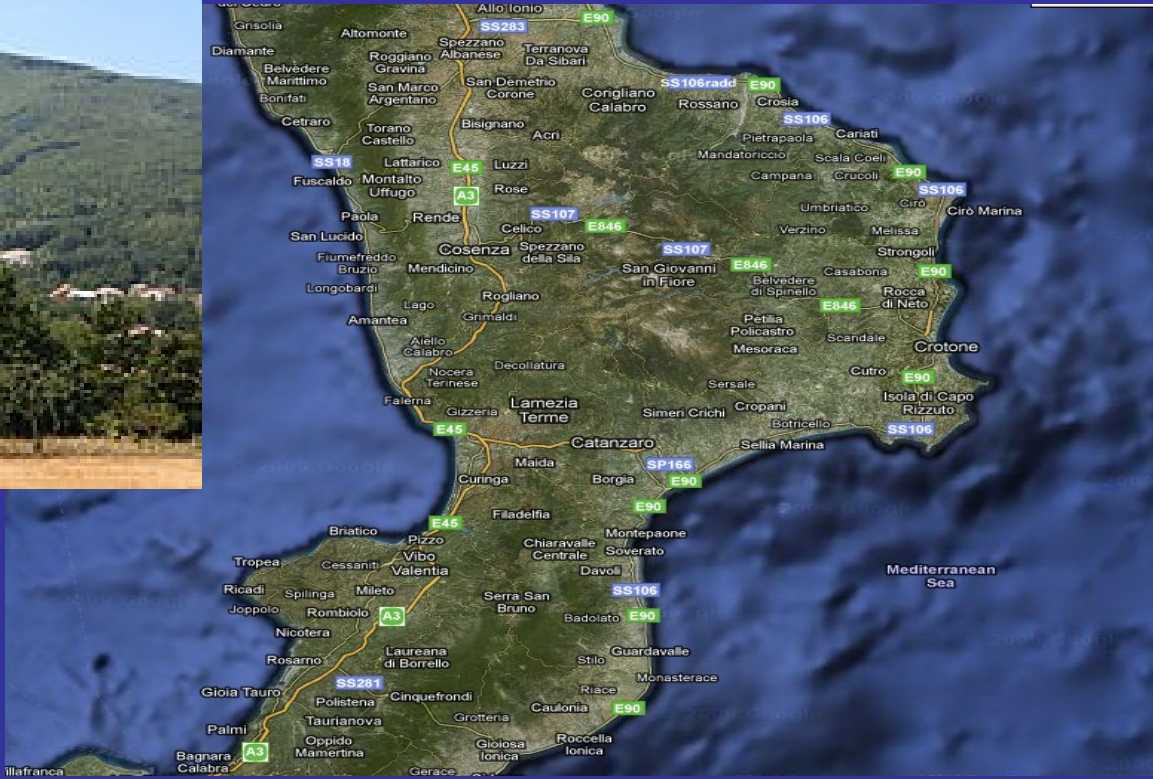 Allo Ionio
E90
SS283
Grisolia
Altomonte
Diamante
Spezzano
Albanese
Terranova
Da Sibari
Roggiano
Gravina
Belvedere
Marittimo
San Demetrio
Corone
SS106radd
E90
San Marco
Argentano
Corigliano
Calabro
Bonifati
Rossano
Crosia
Cetraro
Torano
Castello
Bisignano
Acri
SS106
Pietrapaola
Cariati
SS18
Lattarico
E45
Luzzi
Mandatoriccio
Scala Coeli
Fuscaldo
Montalto
Uffugo
A3
Rose
Campana
Crucoli
E90
SS106
Paola
Rende
SS107
Celico
E846
Umbriatico
Cirò
Cirò Marina
San Lucido
Cosenza
Spezzano
della Sila
SS107
Verzino
Melissa
Strongoli
Fiumefreddo
Bruzio
Mendicino
San Giovanni
in Fiore
E846
Casabona
E90
Longobardi
Rogliano
Belvedere
di Spinello
Rocca
di Neto
Lago
Grimaldi
E846
Amantea
Petilia
Policastro
Scandale
Aiello
Calabro
Mesoraca
Crotone
Nocera
Terinese
Decollatura
Sersale
Cutro
E90
Falerna
Gizzeria
Lamezia
Terme
Simeri Crichi
Cropani
Isola di Capo
Rizzuto
E45
Catanzaro
Botricello
SS106
Sellia Marina
Maida
SP166
Curinga
Borgia
E90
E90
Filadelfia
E45
Briatico
Pizzo
Montepaone
Chiaravalle
Centrale
Soverato
Tropea
Cessaniti
Vibo
Valentia
Davoli
Mediterranean
Sea
Ricadi
Spilinga
Mileto
Serra San
Bruno
SS106
Joppolo
Rombiolo
A3
Badolato
E90
Nicotera
Rosarno
Laureana
di Borrello
Stilo
Guardavalle
Monasterace
SS281
Gioia Tauro
Polistena
Cinquefrondi
Riace
Caulonia
E90
Palmi
Taurianova
Grotteria
Bagnara
Calabra
A3
Oppido
Mamertina
Gioiosa
Ionica
Roccella
Ionica
illafranca
Gerace